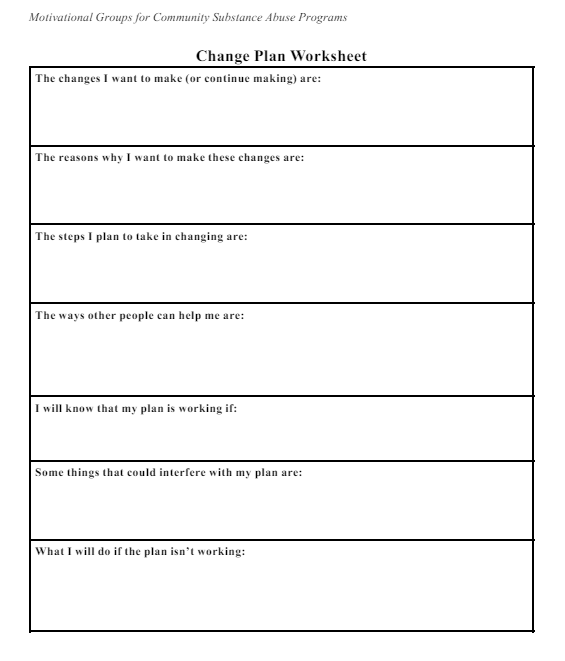 Motivational Groups for Community Substance Abuse Programs
Change Plan Worksheet
The changes I want to make (or continue making) are:
The reasons why I want to make these changes are:
The steps I plan to take in changing are:
The ways other people can help me are:
I will know that my plan is working if:
Some things that could interfere with my plan are:
What I will do if the plan isn’t working: